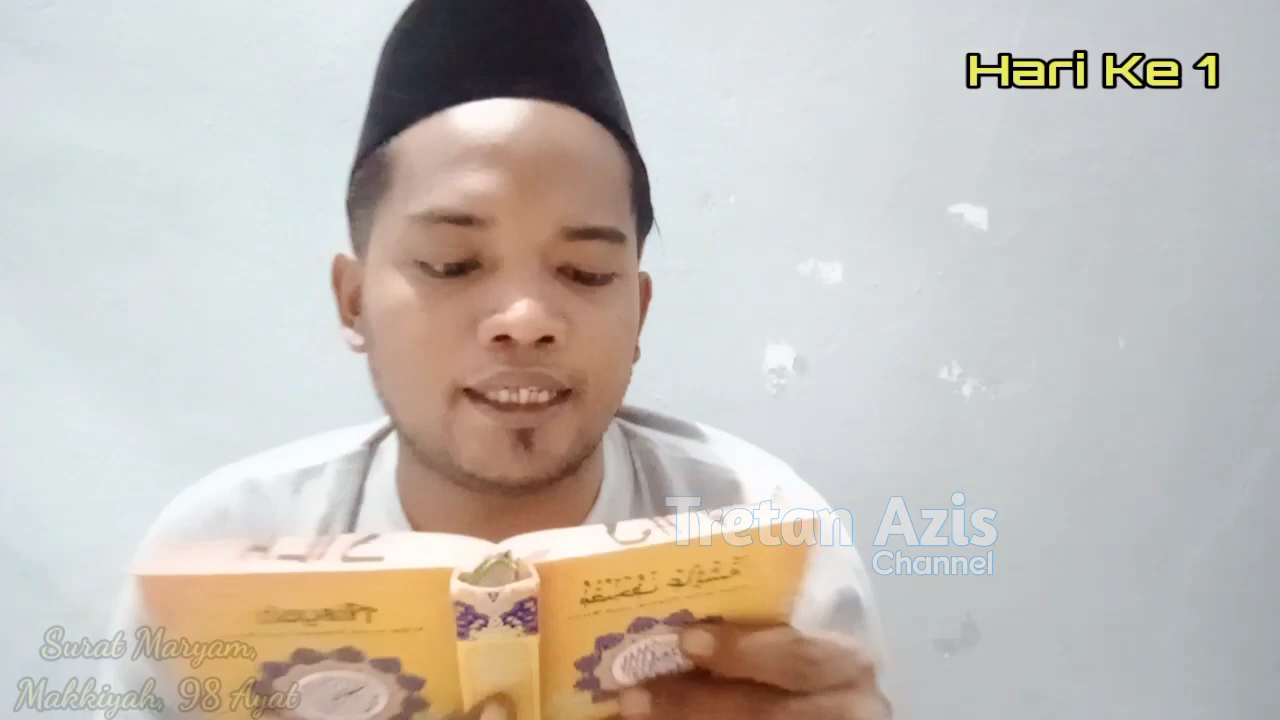 Hari Ke 1
Tretan Azis
Channel
Surat Maryam,
Makkiyah, 98 Ayat